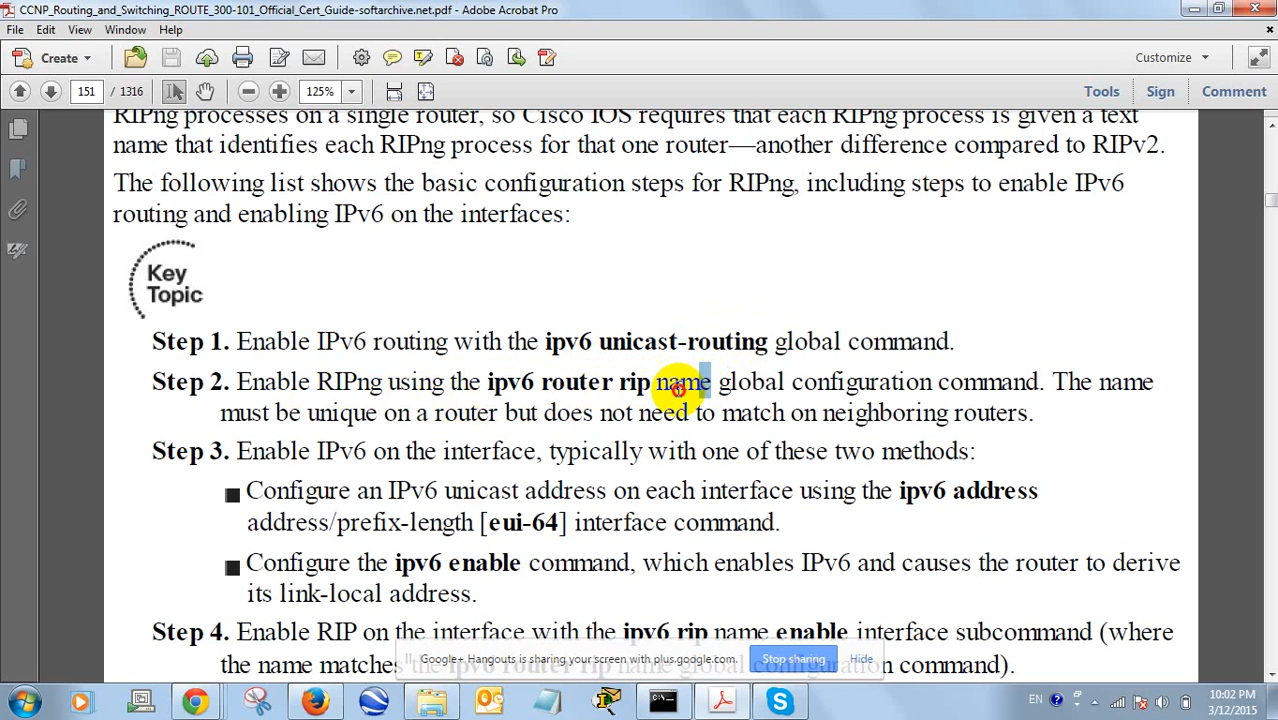 CCNP_Routing_and_Switching_ROUTE_300-101_Official_Cert_Guide-softarchive.net.pdf - Adobe Acrobat Pro
File Edit View Window Help
Create Customize
151 / 1316 125% Tools Sign Comment
RIPng processes on a single router, so Cisco IOS requires that each RIPng process is given a text
name that identifies each RIPng process for that one router—another difference compared to RIPv2.
The following list shows the basic configuration steps for RIPng, including steps to enable IPv6
routing and enabling IPv6 on the interfaces:
Key
Topic
Step 1. Enable IPv6 routing with the ipv6 unicast-routing global command.
Step 2. Enable RIPng using the ipv6 router rip name global configuration command. The name
must be unique on a router but does not need to match on neighboring routers.
Step 3. Enable IPv6 on the interface, typically with one of these two methods:
Configure an IPv6 unicast address on each interface using the ipv6 address
address/prefix-length [eui-64] interface command.
Configure the ipv6 enable command, which enables IPv6 and causes the router to derive
its link-local address.
Step 4. Enable RIP on the interface with the ipv6 rip name enable interface subcommand (where
the name matches the ipv6 router rip name global configuration command).
Google+ Hangouts is sharing your screen with plus.google.com. Stop sharing Hide
EN 10:02 PM
3/12/2015